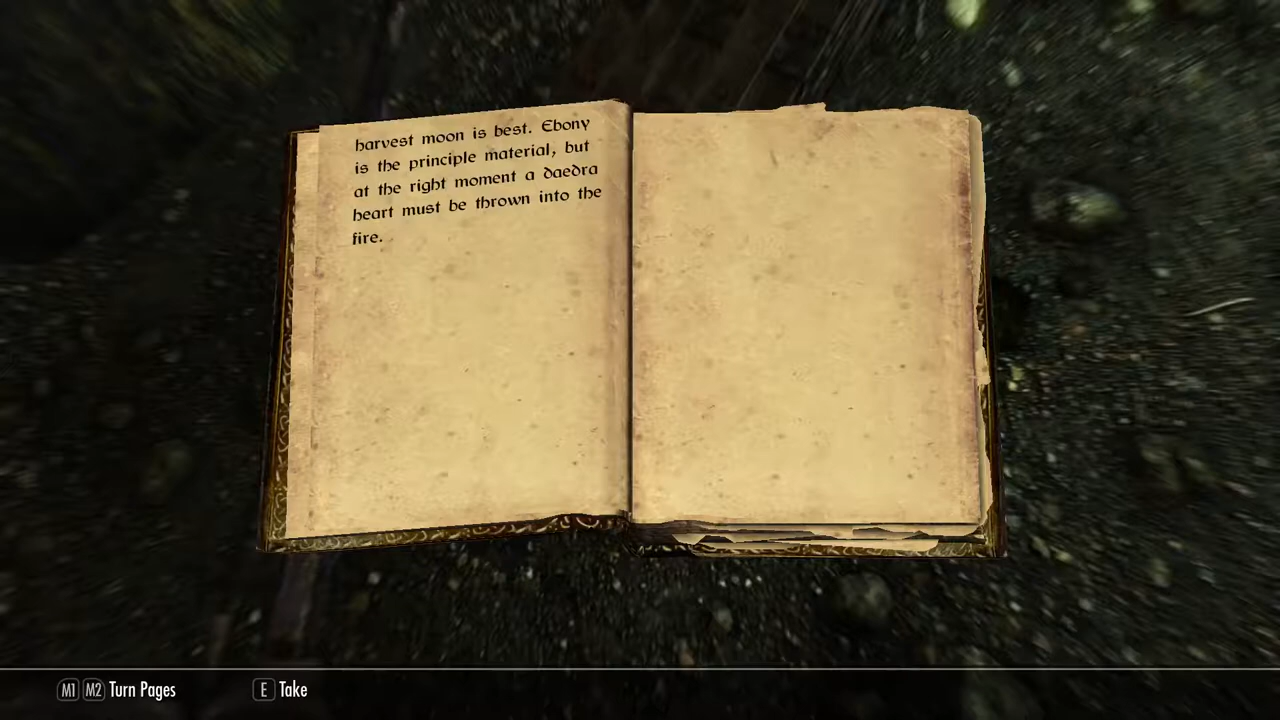 harvest moon is best. Ebony
is the principle material, but
at the right moment a daedra
heart must be thrown into the
fire.
M1 M2 Turn Pages
E Take